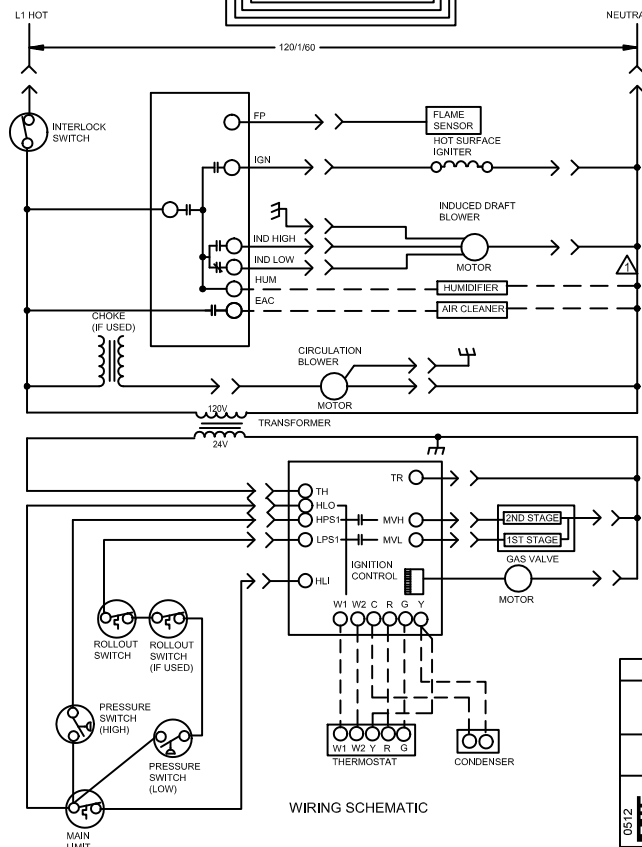 L1 HOT
NEUTRA
120/1/60
INTERLOCK
SWITCH
FP
FLAME
SENSOR
HOT SURFACE
IGNITER
IGN
INDUCED DRAFT
BLOWER
IND HIGH
IND LOW
MOTOR
1
HUM
HUMIDIFIER
EAC
AIR CLEANER
CHOKE
(IF USED)
CIRCULATION
BLOWER
MOTOR
120V
TRANSFORMER
24V
TR
TH
HLO
HPS1
MVH
2ND STAGE
LPS1
MVL
1ST STAGE
GAS VALVE
IGNITION
CONTROL
HLI
MOTOR
W1 W2 C R G Y
ROLLOUT
SWITCH
ROLLOUT
SWITCH
(IF USED)
PRESSURE
SWITCH
(HIGH)
PRESSURE
SWITCH
(LOW)
W1 W2 Y R G
THERMOSTAT
CONDENSER
WIRING SCHEMATIC
MAIN
LIMIT
0512